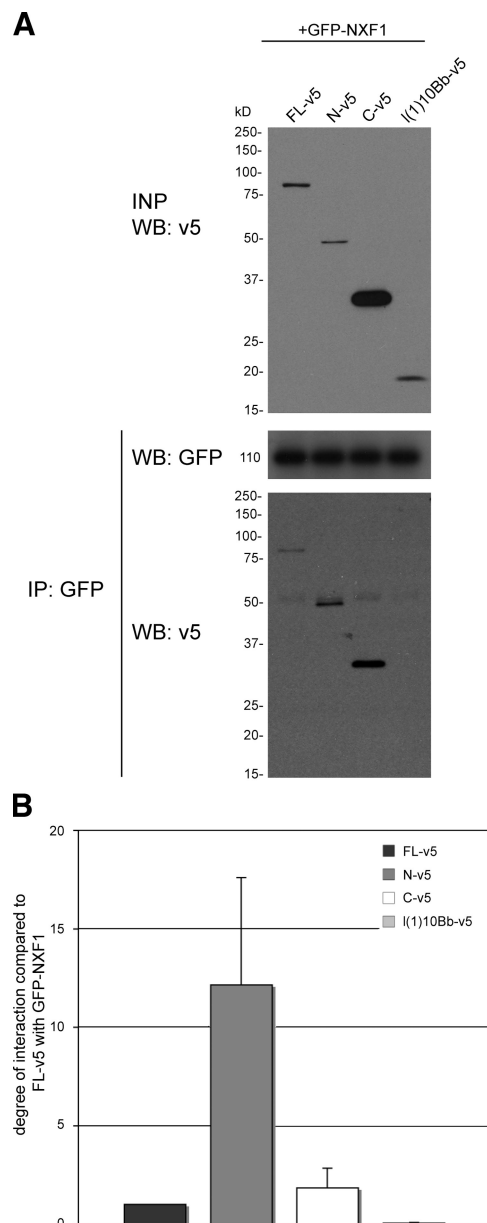 A
+GFP-NXF1
kD
FL-v5
N-v5
C-v5
l(1)10Bb-v5
INP
WB: v5
250-
150-
100-
75-
50-
37-
25-
20-
15-
WB: GFP
110
IP: GFP
WB: v5
250-
150-
100-
75-
50-
37-
25-
20-
15-
B
degree of interaction compared to
FL-v5 with GFP-NXF1
20
15
10
5
0
FL-v5
N-v5
C-v5
l(1)10Bb-v5